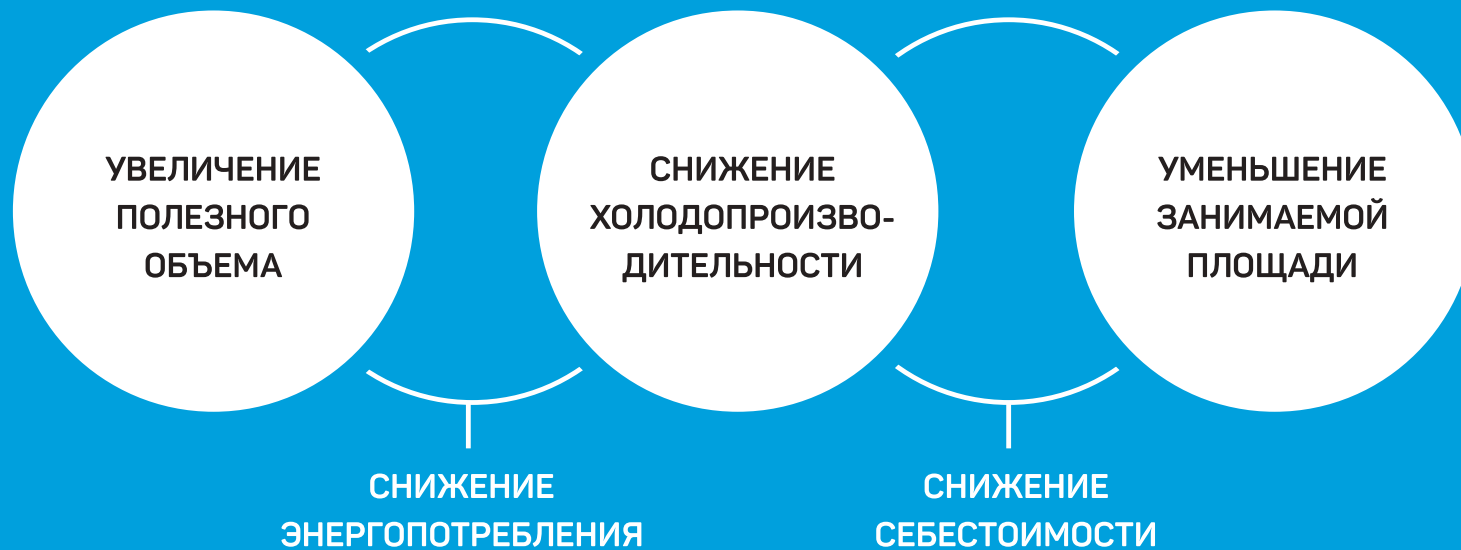 УВЕЛИЧЕНИЕ
ПОЛЕЗНОГО
ОБЪЕМА
СНИЖЕНИЕ
ХОЛОДОПРОИЗВО-
ДИТЕЛЬНОСТИ
УМЕНЬШЕНИЕ
ЗАНИМАЕМОЙ
ПЛОЩАДИ
СНИЖЕНИЕ
ЭНЕРГОПОТРЕБЛЕНИЯ
СНИЖЕНИЕ
СЕБЕСТОИМОСТИ